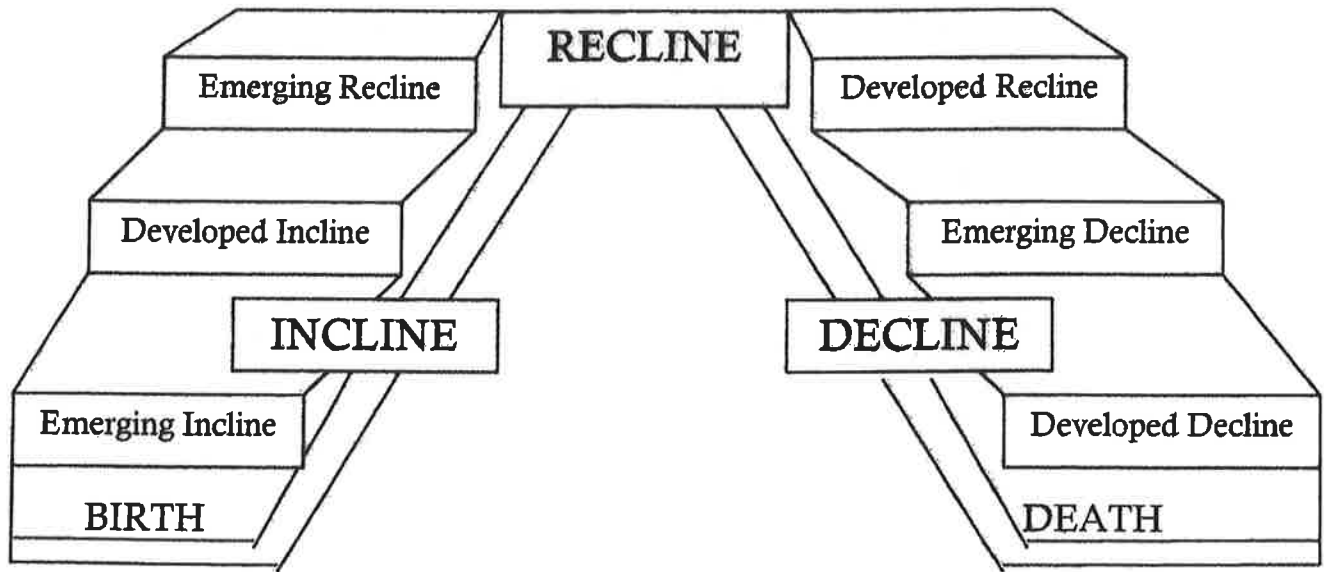 RECLINE
Emerging Recline
Developed Recline
Developed Incline
Emerging Decline
INCLINE
DECLINE
Emerging Incline
Developed Decline
BIRTH
DEATH